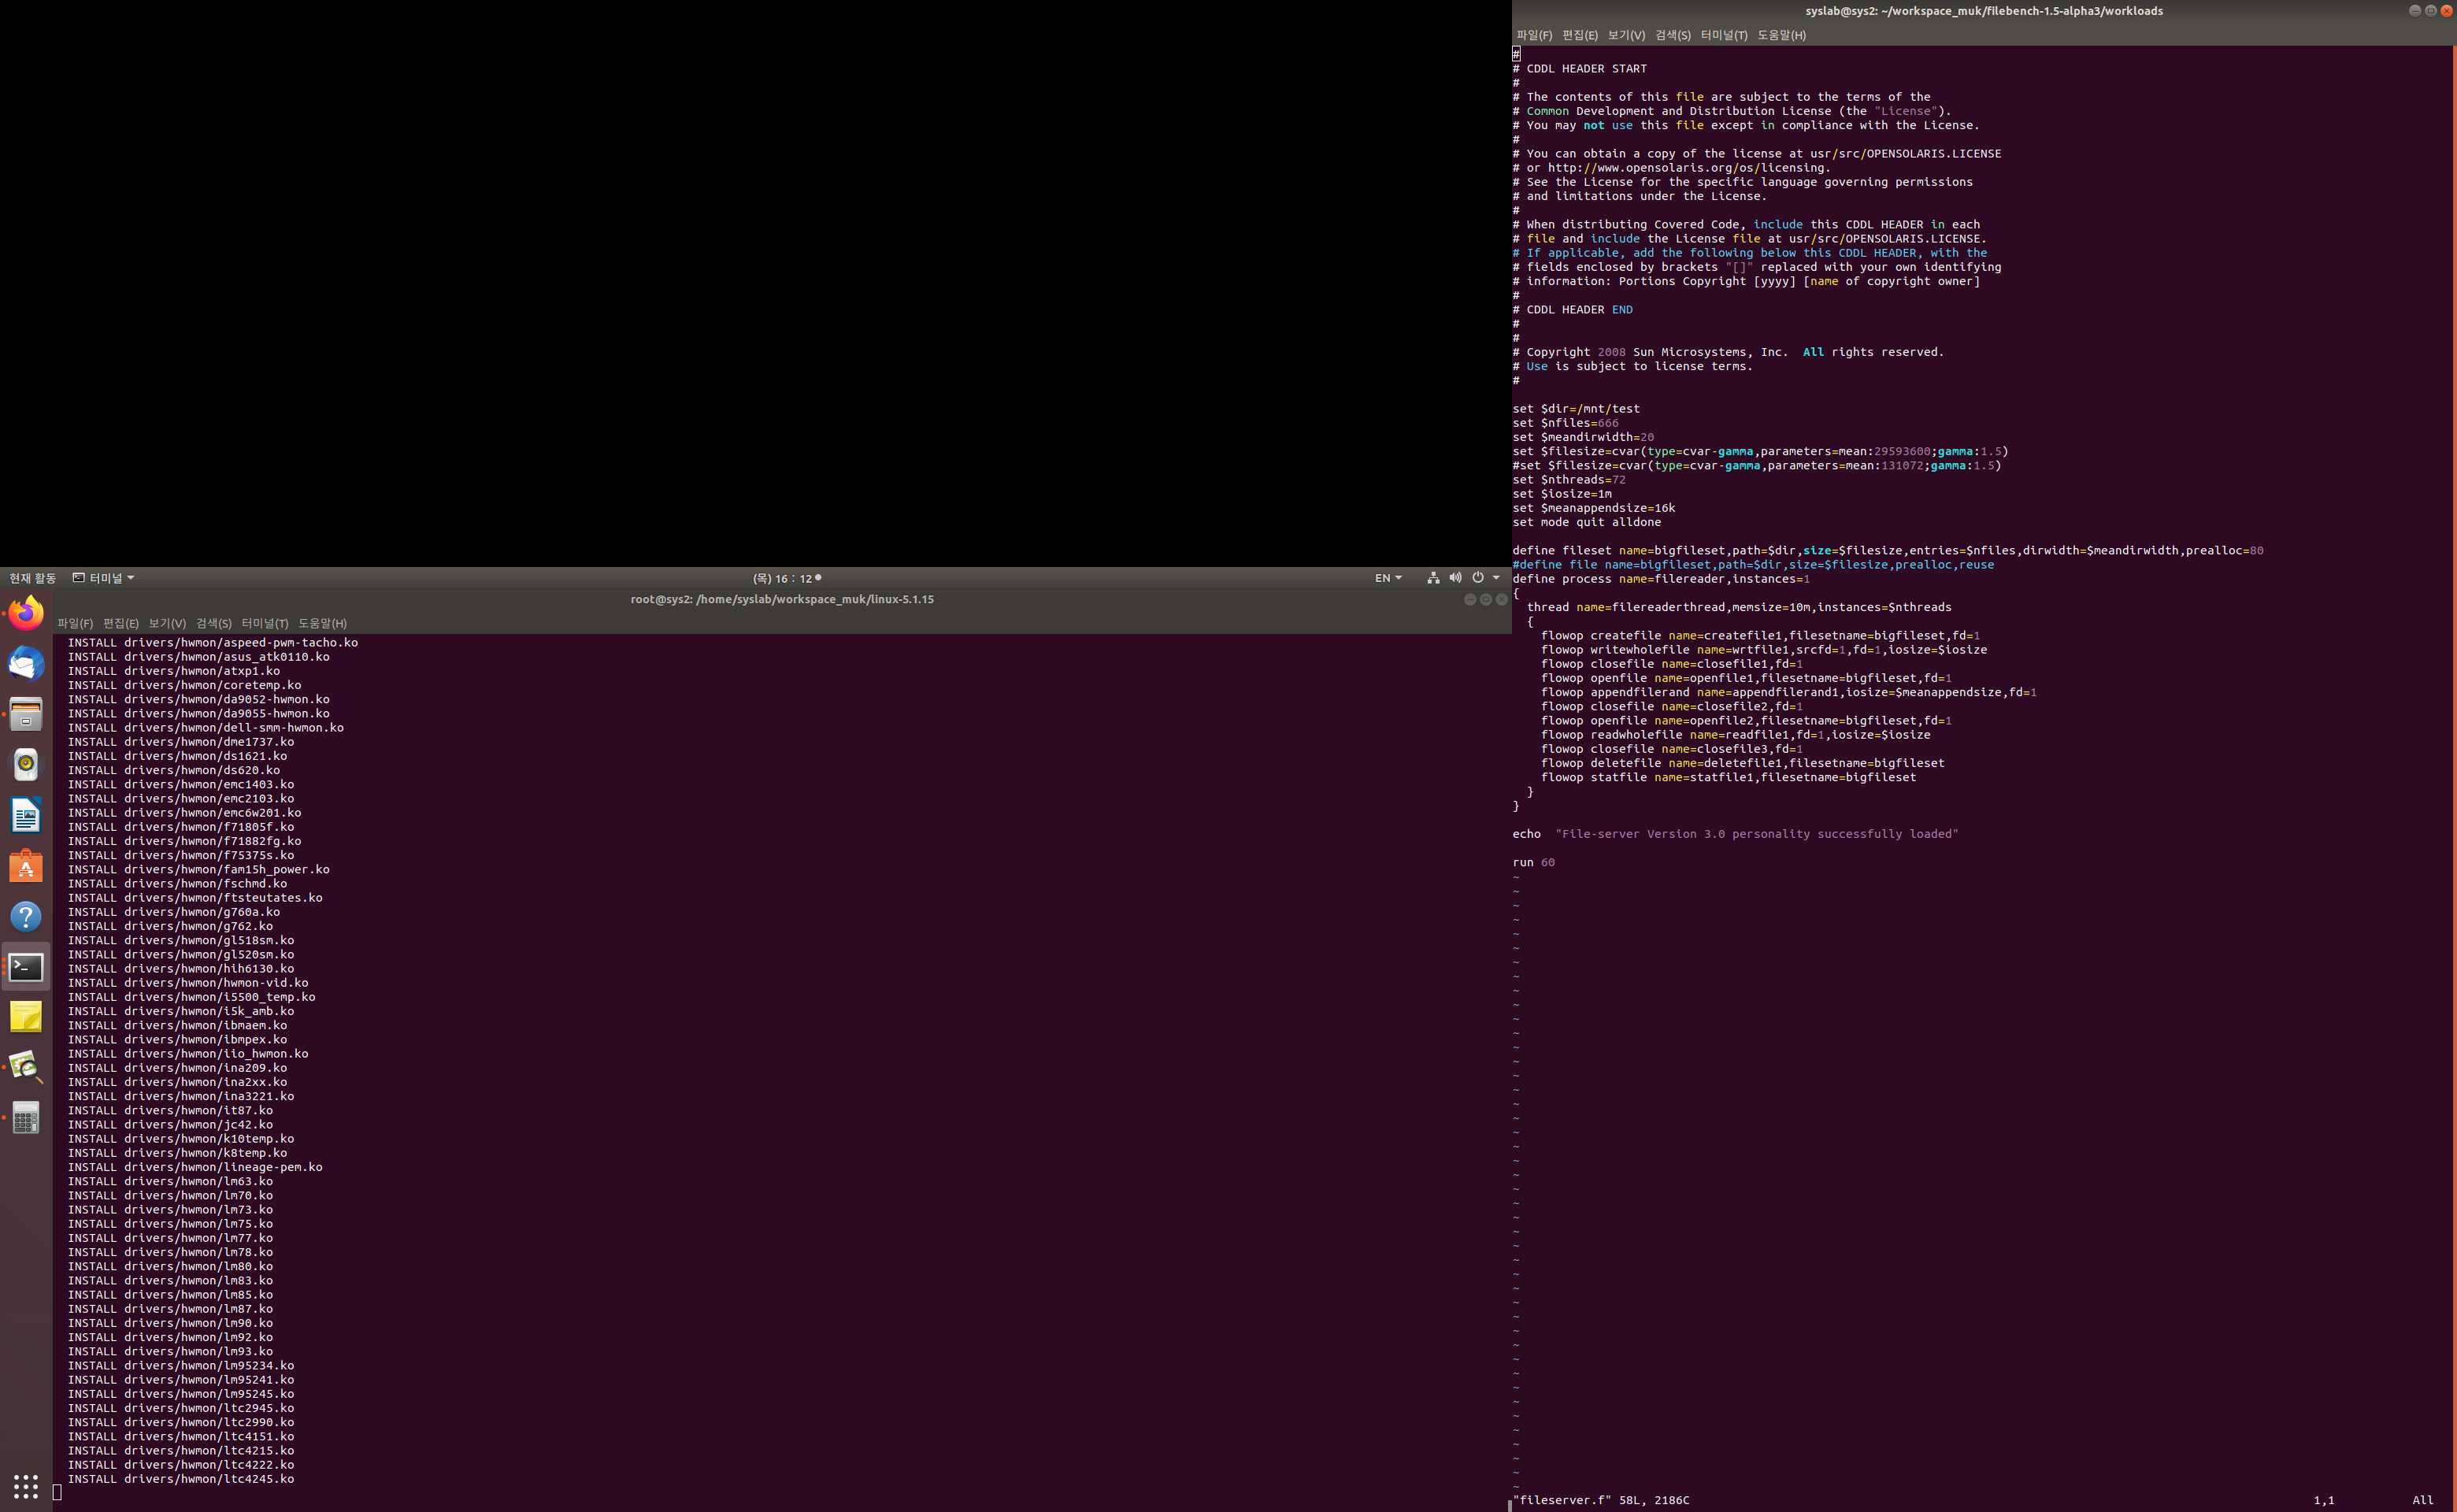 현재 활동
터미널
(목) 16 : 12
EN
root@sys2: /home/syslab/workspace_muk/linux-5.1.15
파일(F) 편집(E) 보기(V) 검색(S) 터미널(T) 도움말(H)
INSTALL drivers/hwmon/aspeed-pwm-tacho.ko
INSTALL drivers/hwmon/asus_atk0110.ko
INSTALL drivers/hwmon/atxp1.ko
INSTALL drivers/hwmon/coretemp.ko
INSTALL drivers/hwmon/da9052-hwmon.ko
INSTALL drivers/hwmon/da9055-hwmon.ko
INSTALL drivers/hwmon/dell-smm-hwmon.ko
INSTALL drivers/hwmon/dme1737.ko
INSTALL drivers/hwmon/ds1621.ko
INSTALL drivers/hwmon/ds620.ko
INSTALL drivers/hwmon/emc1403.ko
INSTALL drivers/hwmon/emc2103.ko
INSTALL drivers/hwmon/emc6w201.ko
INSTALL drivers/hwmon/f71805f.ko
INSTALL drivers/hwmon/f71882fg.ko
INSTALL drivers/hwmon/f75375s.ko
INSTALL drivers/hwmon/fam15h_power.ko
INSTALL drivers/hwmon/fschmd.ko
INSTALL drivers/hwmon/ftsteutates.ko
INSTALL drivers/hwmon/g760a.ko
INSTALL drivers/hwmon/g762.ko
INSTALL drivers/hwmon/gl518sm.ko
INSTALL drivers/hwmon/gl520sm.ko
INSTALL drivers/hwmon/hih6130.ko
INSTALL drivers/hwmon/hwmon-vid.ko
INSTALL drivers/hwmon/i5500_temp.ko
INSTALL drivers/hwmon/i5k_amb.ko
INSTALL drivers/hwmon/ibmaem.ko
INSTALL drivers/hwmon/ibmpex.ko
INSTALL drivers/hwmon/iio_hwmon.ko
INSTALL drivers/hwmon/ina209.ko
INSTALL drivers/hwmon/ina2xx.ko
INSTALL drivers/hwmon/ina3221.ko
INSTALL drivers/hwmon/it87.ko
INSTALL drivers/hwmon/jc42.ko
INSTALL drivers/hwmon/k10temp.ko
INSTALL drivers/hwmon/k8temp.ko
INSTALL drivers/hwmon/lineage-pem.ko
INSTALL drivers/hwmon/lm63.ko
INSTALL drivers/hwmon/lm70.ko
INSTALL drivers/hwmon/lm73.ko
INSTALL drivers/hwmon/lm75.ko
INSTALL drivers/hwmon/lm77.ko
INSTALL drivers/hwmon/lm78.ko
INSTALL drivers/hwmon/lm80.ko
INSTALL drivers/hwmon/lm83.ko
INSTALL drivers/hwmon/lm85.ko
INSTALL drivers/hwmon/lm87.ko
INSTALL drivers/hwmon/lm90.ko
INSTALL drivers/hwmon/lm92.ko
INSTALL drivers/hwmon/lm93.ko
INSTALL drivers/hwmon/lm95234.ko
INSTALL drivers/hwmon/lm95241.ko
INSTALL drivers/hwmon/lm95245.ko
INSTALL drivers/hwmon/ltc2945.ko
INSTALL drivers/hwmon/ltc2990.ko
INSTALL drivers/hwmon/ltc4151.ko
INSTALL drivers/hwmon/ltc4215.ko
INSTALL drivers/hwmon/ltc4222.ko
INSTALL drivers/hwmon/ltc4245.ko
syslab@sys2: ~/workspace_muk/filebench-1.5-alpha3/workloads
파일(F) 편집(E) 보기(V) 검색(S) 터미널(T) 도움말(H)
#
# CDDL HEADER START
#
# The contents of this file are subject to the terms of the
# Common Development and Distribution License (the "License").
# You may not use this file except in compliance with the License.
#
# You can obtain a copy of the license at usr/src/OPENSOLARIS.LICENSE
# or http://www.opensolaris.org/os/licensing.
# See the License for the specific language governing permissions
# and limitations under the License.
#
# When distributing Covered Code, include this CDDL HEADER in each
# file and include the License file at usr/src/OPENSOLARIS.LICENSE.
# If applicable, add the following below this CDDL HEADER, with the
# fields enclosed by brackets "[]" replaced with your own identifying
# information: Portions Copyright [yyyy] [name of copyright owner]
#
# CDDL HEADER END
#
#
# Copyright 2008 Sun Microsystems, Inc.  All rights reserved.
# Use is subject to license terms.
#
set $dir=/mnt/test
set $nfiles=666
set $meandirwidth=20
set $filesize=cvar(type=cvar-gamma,parameters=mean:29593600;gamma:1.5)
#set $filesize=cvar(type=cvar-gamma,parameters=mean:131072;gamma:1.5)
set $nthreads=72
set $iosize=1m
set $meanappendsize=16k
set mode quit alldone
define fileset name=bigfileset,path=$dir,size=$filesize,entries=$nfiles,dirwidth=$meandirwidth,prealloc=80
#define file name=bigfileset,path=$dir,size=$filesize,prealloc,reuse
define process name=filereader,instances=1
{
thread name=filereaderthread,memsize=10m,instances=$nthreads
{
flowop createfile name=createfile1,filesetname=bigfileset,fd=1
flowop writewholefile name=wrtfile1,srcfd=1,fd=1,iosize=$iosize
flowop closefile name=closefile1,fd=1
flowop openfile name=openfile1,filesetname=bigfileset,fd=1
flowop appendfilerand name=appendfilerand1,iosize=$meanappendsize,fd=1
flowop closefile name=closefile2,fd=1
flowop openfile name=openfile2,filesetname=bigfileset,fd=1
flowop readwholefile name=readfile1,fd=1,iosize=$iosize
flowop closefile name=closefile3,fd=1
flowop deletefile name=deletefile1,filesetname=bigfileset
flowop statfile name=statfile1,filesetname=bigfileset
}
}
echo  "File-server Version 3.0 personality successfully loaded"
run 60
"fileserver.f" 58L, 2186C 1,1 All